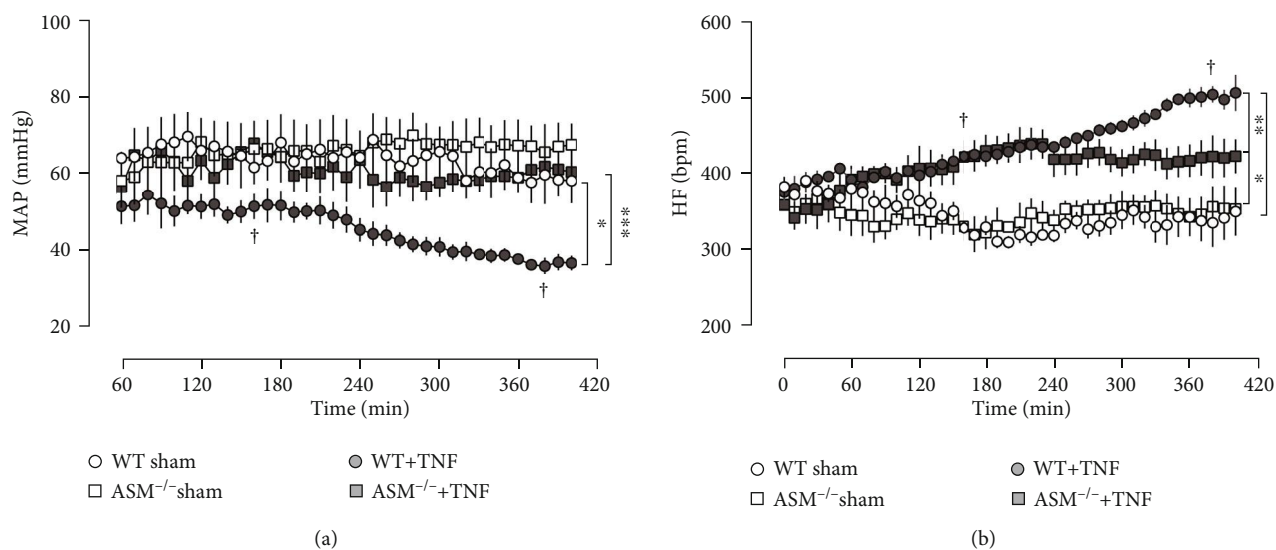 100
80
60
40
20
MAP (mmHg)
†
†
*
***
60 120 180 240 300 360 420
Time (min)
WT sham
WT+TNF
ASM−/−sham
ASM−/−+TNF
(a)
600
500
400
300
200
HF (bpm)
†
†
**
*
0 60 120 180 240 300 360 420
Time (min)
WT sham
WT+TNF
ASM−/−sham
ASM−/−+TNF
(b)